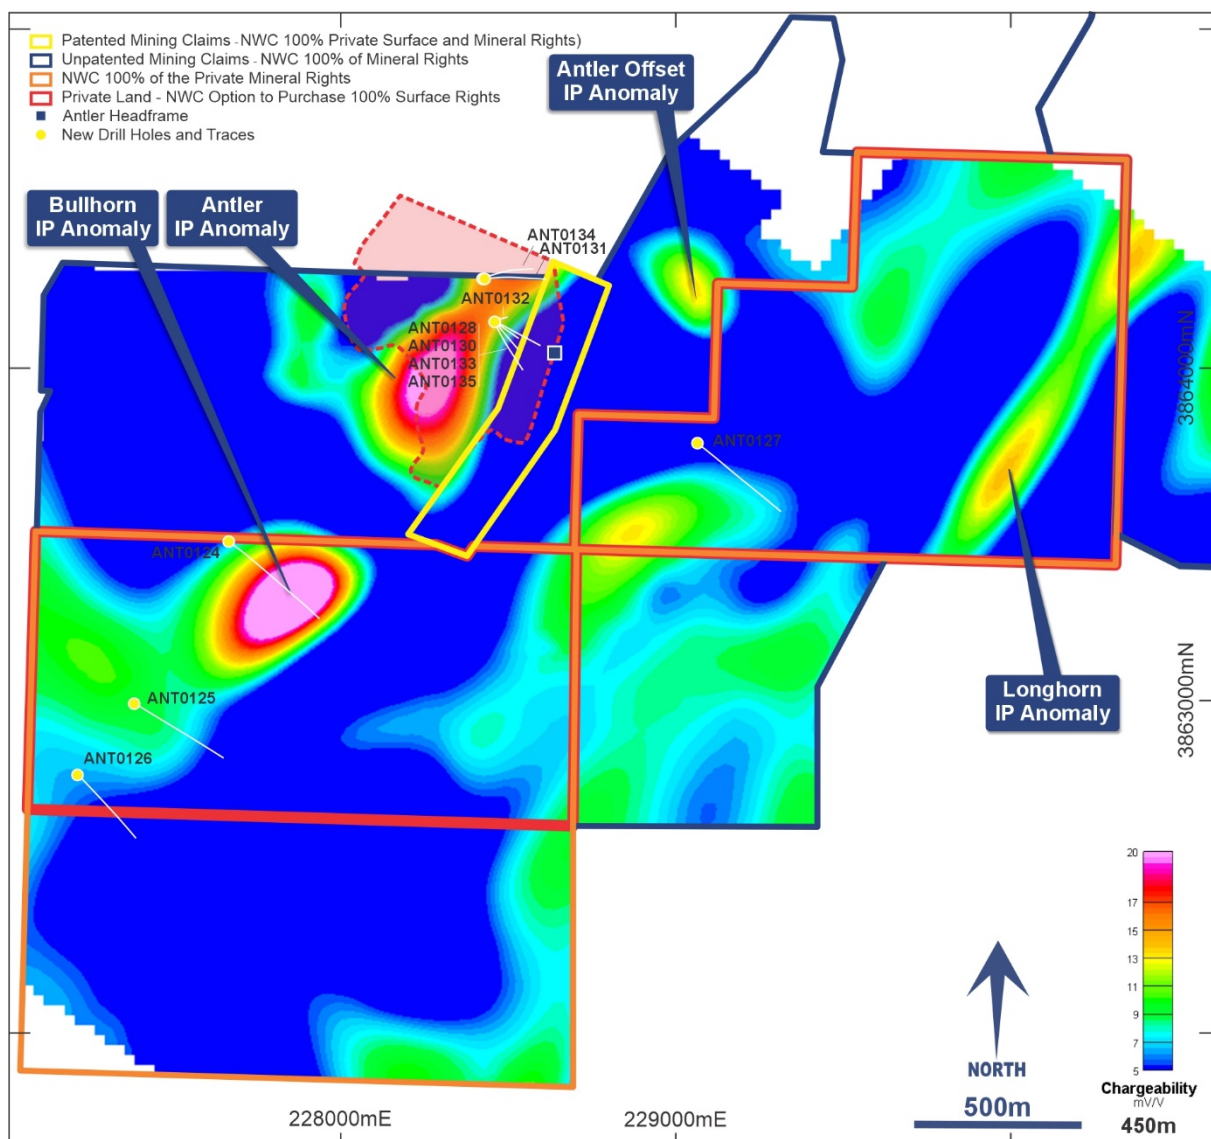 Patented Mining Claims - NWC 100% Private Surface and Mineral Rights)
Unpatented Mining Claims - NWC 100% of Mineral Rights
NWC 100% of the Private Mineral Rights
Private Land - NWC Option to Purchase 100% Surface Rights
Antler Headframe
New Drill Holes and Traces
Antler Offset
IP Anomaly
Bullhorn
IP Anomaly
Antler
IP Anomaly
ANT0134
ANT0131
ANT0132
ANT0128
ANT0130
ANT0133
ANT0135
ANT0127
ANT0124
ANT0125
ANT0126
Longhorn
IP Anomaly
3864000mN
3863000mN
20
17
15
13
11
9
7
5
Chargeability
mV/V
450m
NORTH
500m
228000mE
229000mE